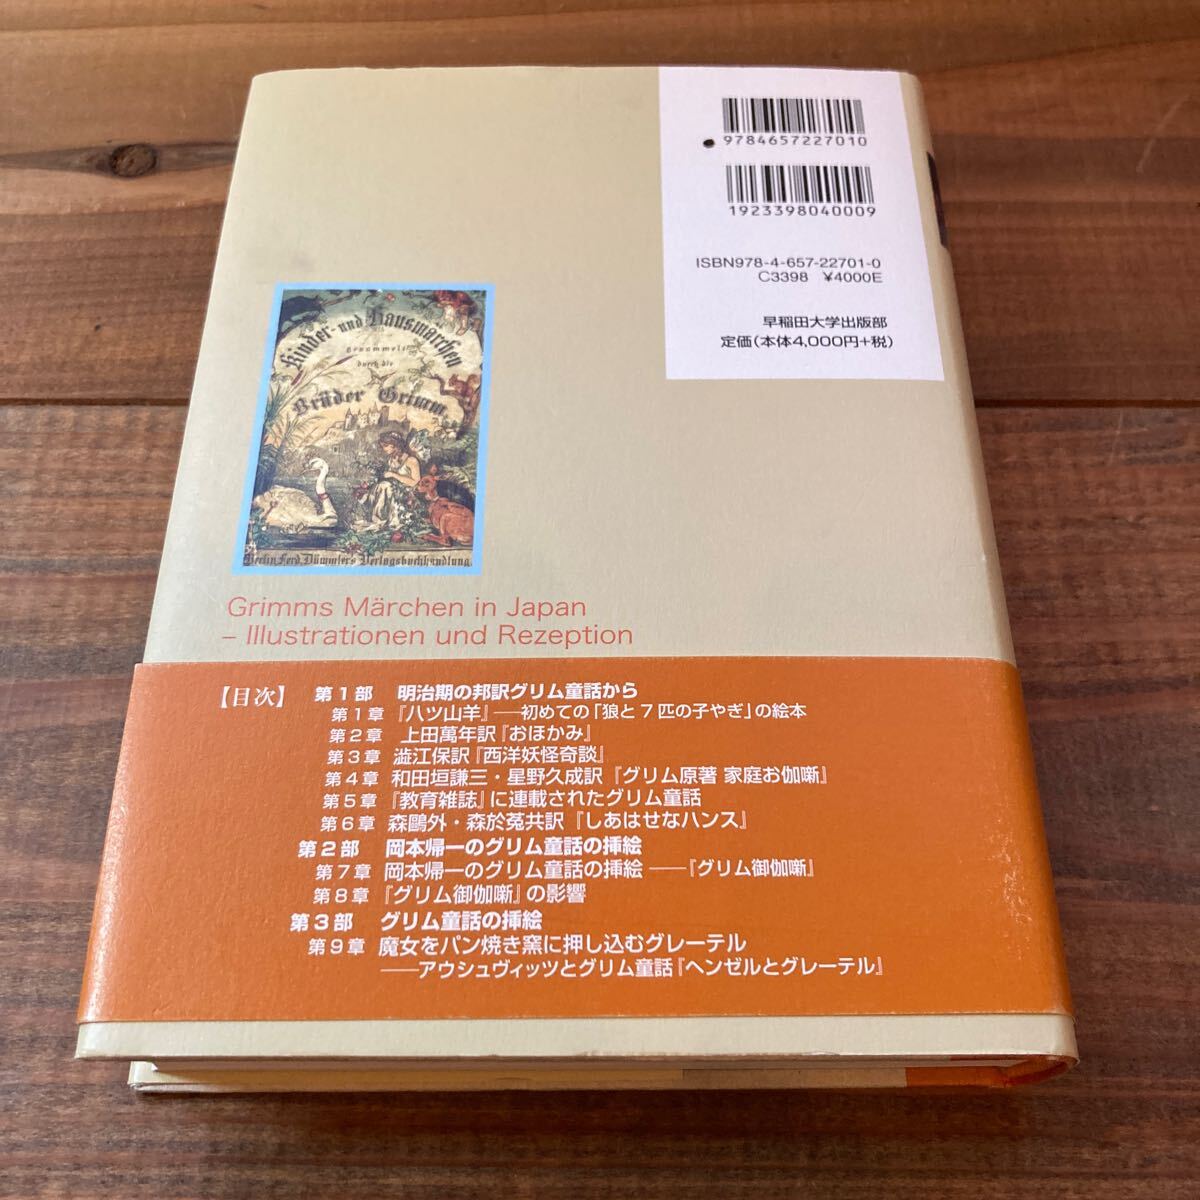 9784657227010
1923398040009
ISBN978-4-657-22701-0
C3398 ¥4000E
早稲田大学出版部
定価(本体4,000円+税)
Kinder- und Hausmärchen
Gesammelt
durch die
Brüder Grimm.
Berlin, Ferd. Dümmler's Verlagsbuchhandlung.
Grimms Märchen in Japan
– Illustrationen und Rezeption
【目次】 第1部 明治期の邦訳グリム童話から
第1章 『八ツ山羊』――初めての「狼と7匹の子やぎ」の絵本
第2章 上田萬年訳『おほかみ』
第3章 澁江保訳『西洋妖怪奇談』
第4章 和田垣謙三・星野久成訳『グリム原著 家庭お伽噺』
第5章 『教育雑誌』に連載されたグリム童話
第6章 森鷗外・森於菟共訳『しあはせなハンス』
第2部 岡本帰一のグリム童話の挿絵
第7章 岡本帰一のグリム童話の挿絵――『グリム御伽噺』
第8章 『グリム御伽噺』の影響
第3部 グリム童話の挿絵
第9章 魔女をパン焼き窯に押し込むグレーテル
――アウシュヴィッツとグリム童話『ヘンゼルとグレーテル』